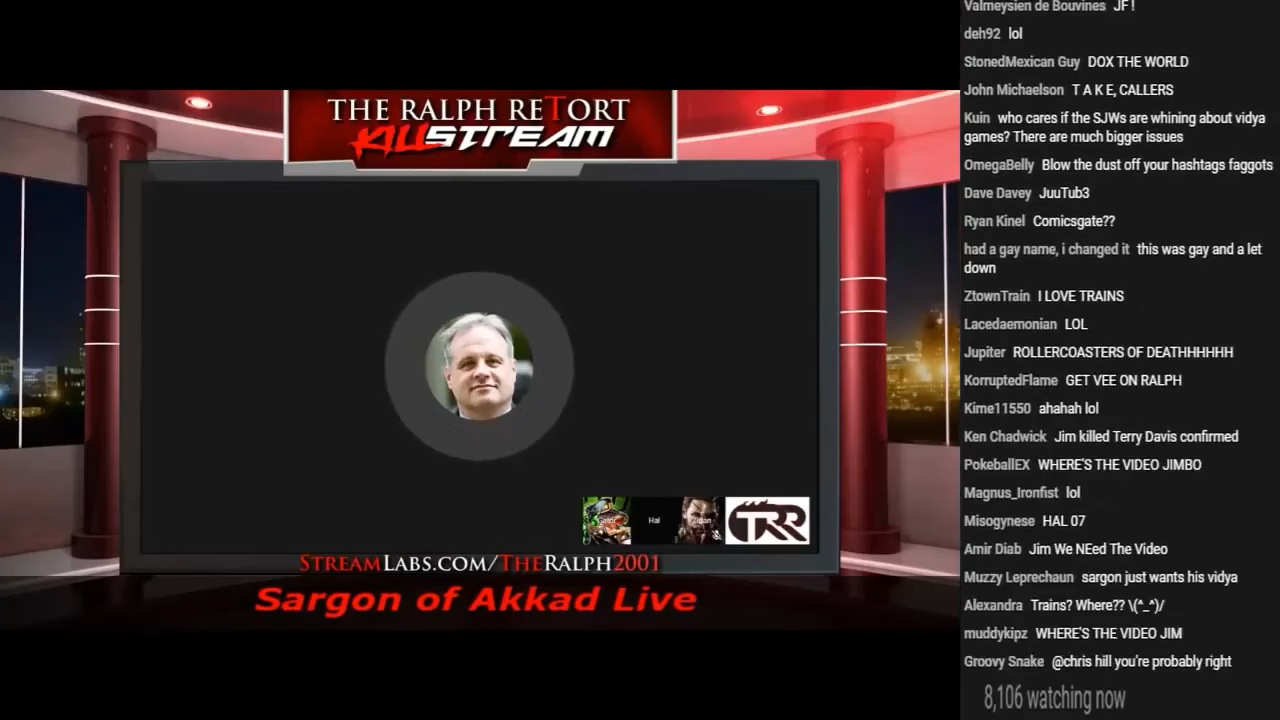 THE RALPH RETORT
KILLSTREAM
Gator
Hal
Zidan
TRR
STREAMLABS.COM/THERALPH2001
Sargon of Akkad Live
Valmeysien de Bouvines JF !
deh92 lol
StonedMexican Guy DOX THE WORLD
John Michaelson T A K E, CALLERS
Kuin who cares if the SJWs are whining about vidya
games? There are much bigger issues
OmegaBelly Blow the dust off your hashtags faggots
Dave Davey JuuTub3
Ryan Kinel Comicsgate??
had a gay name, i changed it this was gay and a let
down
ZtownTrain I LOVE TRAINS
Lacedaemonian LOL
Jupiter ROLLERCOASTERS OF DEATHHHHHH
KorruptedFlame GET VEE ON RALPH
Kime11550 ahahah lol
Ken Chadwick Jim killed Terry Davis confirmed
PokeballEX WHERE'S THE VIDEO JIMBO
Magnus_Ironfist lol
Misogynese HAL 07
Amir Diab Jim We NEed The Video
Muzzy Leprechaun sargon just wants his vidya
Alexandra Trains? Where?? \(^_^)/
muddykipz WHERE'S THE VIDEO JIM
Groovy Snake @chris hill you're probably right
8,106 watching now